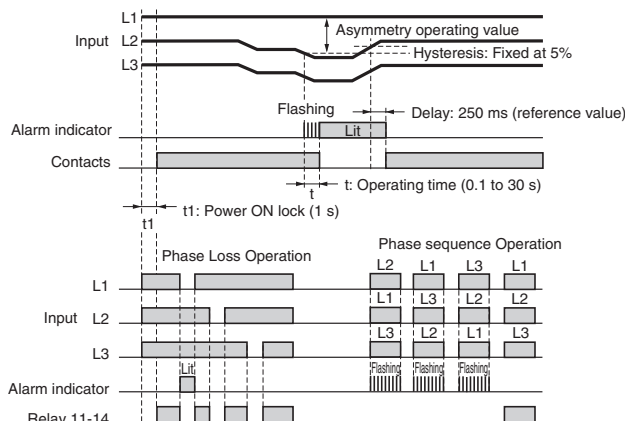 L1
Asymmetry operating value
Input L2
Hysteresis: Fixed at 5%
L3
Flashing
Delay: 250 ms (reference value)
Alarm indicator
Lit
Contacts
t
t: Operating time (0.1 to 30 s)
t1: Power ON lock (1 s)
t1
Phase Loss Operation
Phase sequence Operation
L2 L1 L3 L1
L1
L1 L3 L2 L2
Input L2
L3 L2 L1 L3
L3
Lit
Flashing Flashing Flashing
Alarm indicator
Relay 11-14